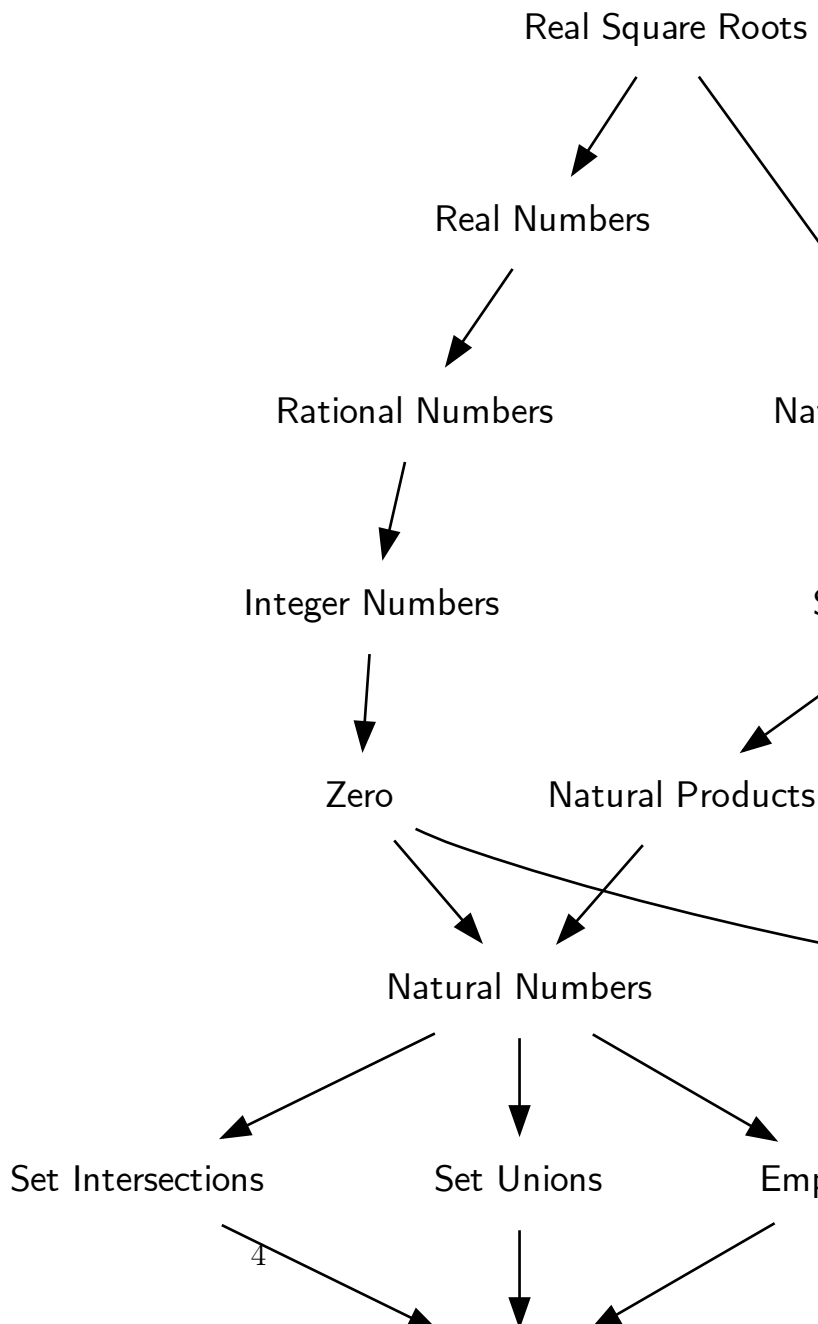 Real Square Roots
Real Numbers
Rational Numbers
Integer Numbers
Zero
Natural Products
Natural Numbers
Set Intersections
Set Unions
4